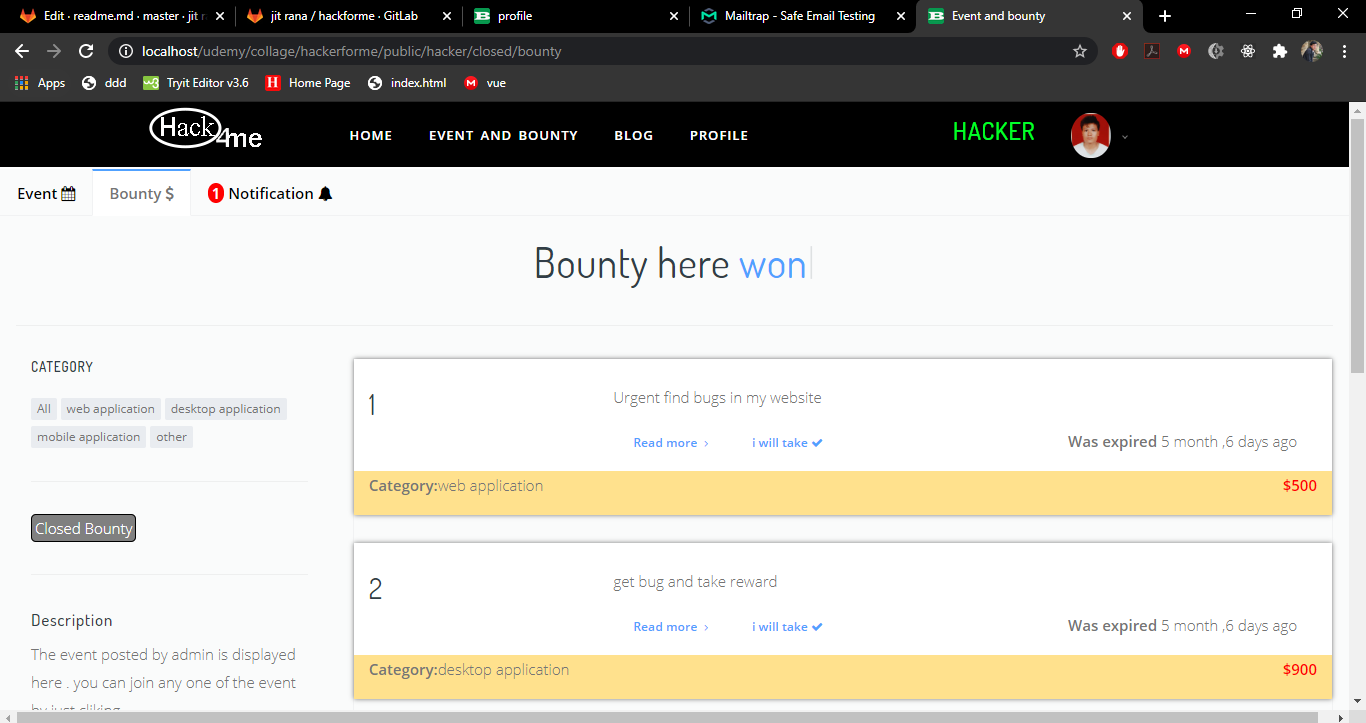 Edit · readme.md · master · jit r
jit rana / hackforme · GitLab
profile
Mailtrap - Safe Email Testing
Event and bounty
localhost/udemy/collage/hackerforme/public/hacker/closed/bounty
Apps
ddd
Tryit Editor v3.6
Home Page
index.html
vue
Hack4me
HOME
EVENT AND BOUNTY
BLOG
PROFILE
HACKER
Event
Bounty $
1 Notification
Bounty here won
CATEGORY
All
web application
desktop application
mobile application
other
Closed Bounty
Description
The event posted by admin is displayed
here . you can join any one of the event
by just cliking
1
Urgent find bugs in my website
Read more ›
i will take ✔
Was expired 5 month ,6 days ago
Category:web application
$500
2
get bug and take reward
Read more ›
i will take ✔
Was expired 5 month ,6 days ago
Category:desktop application
$900